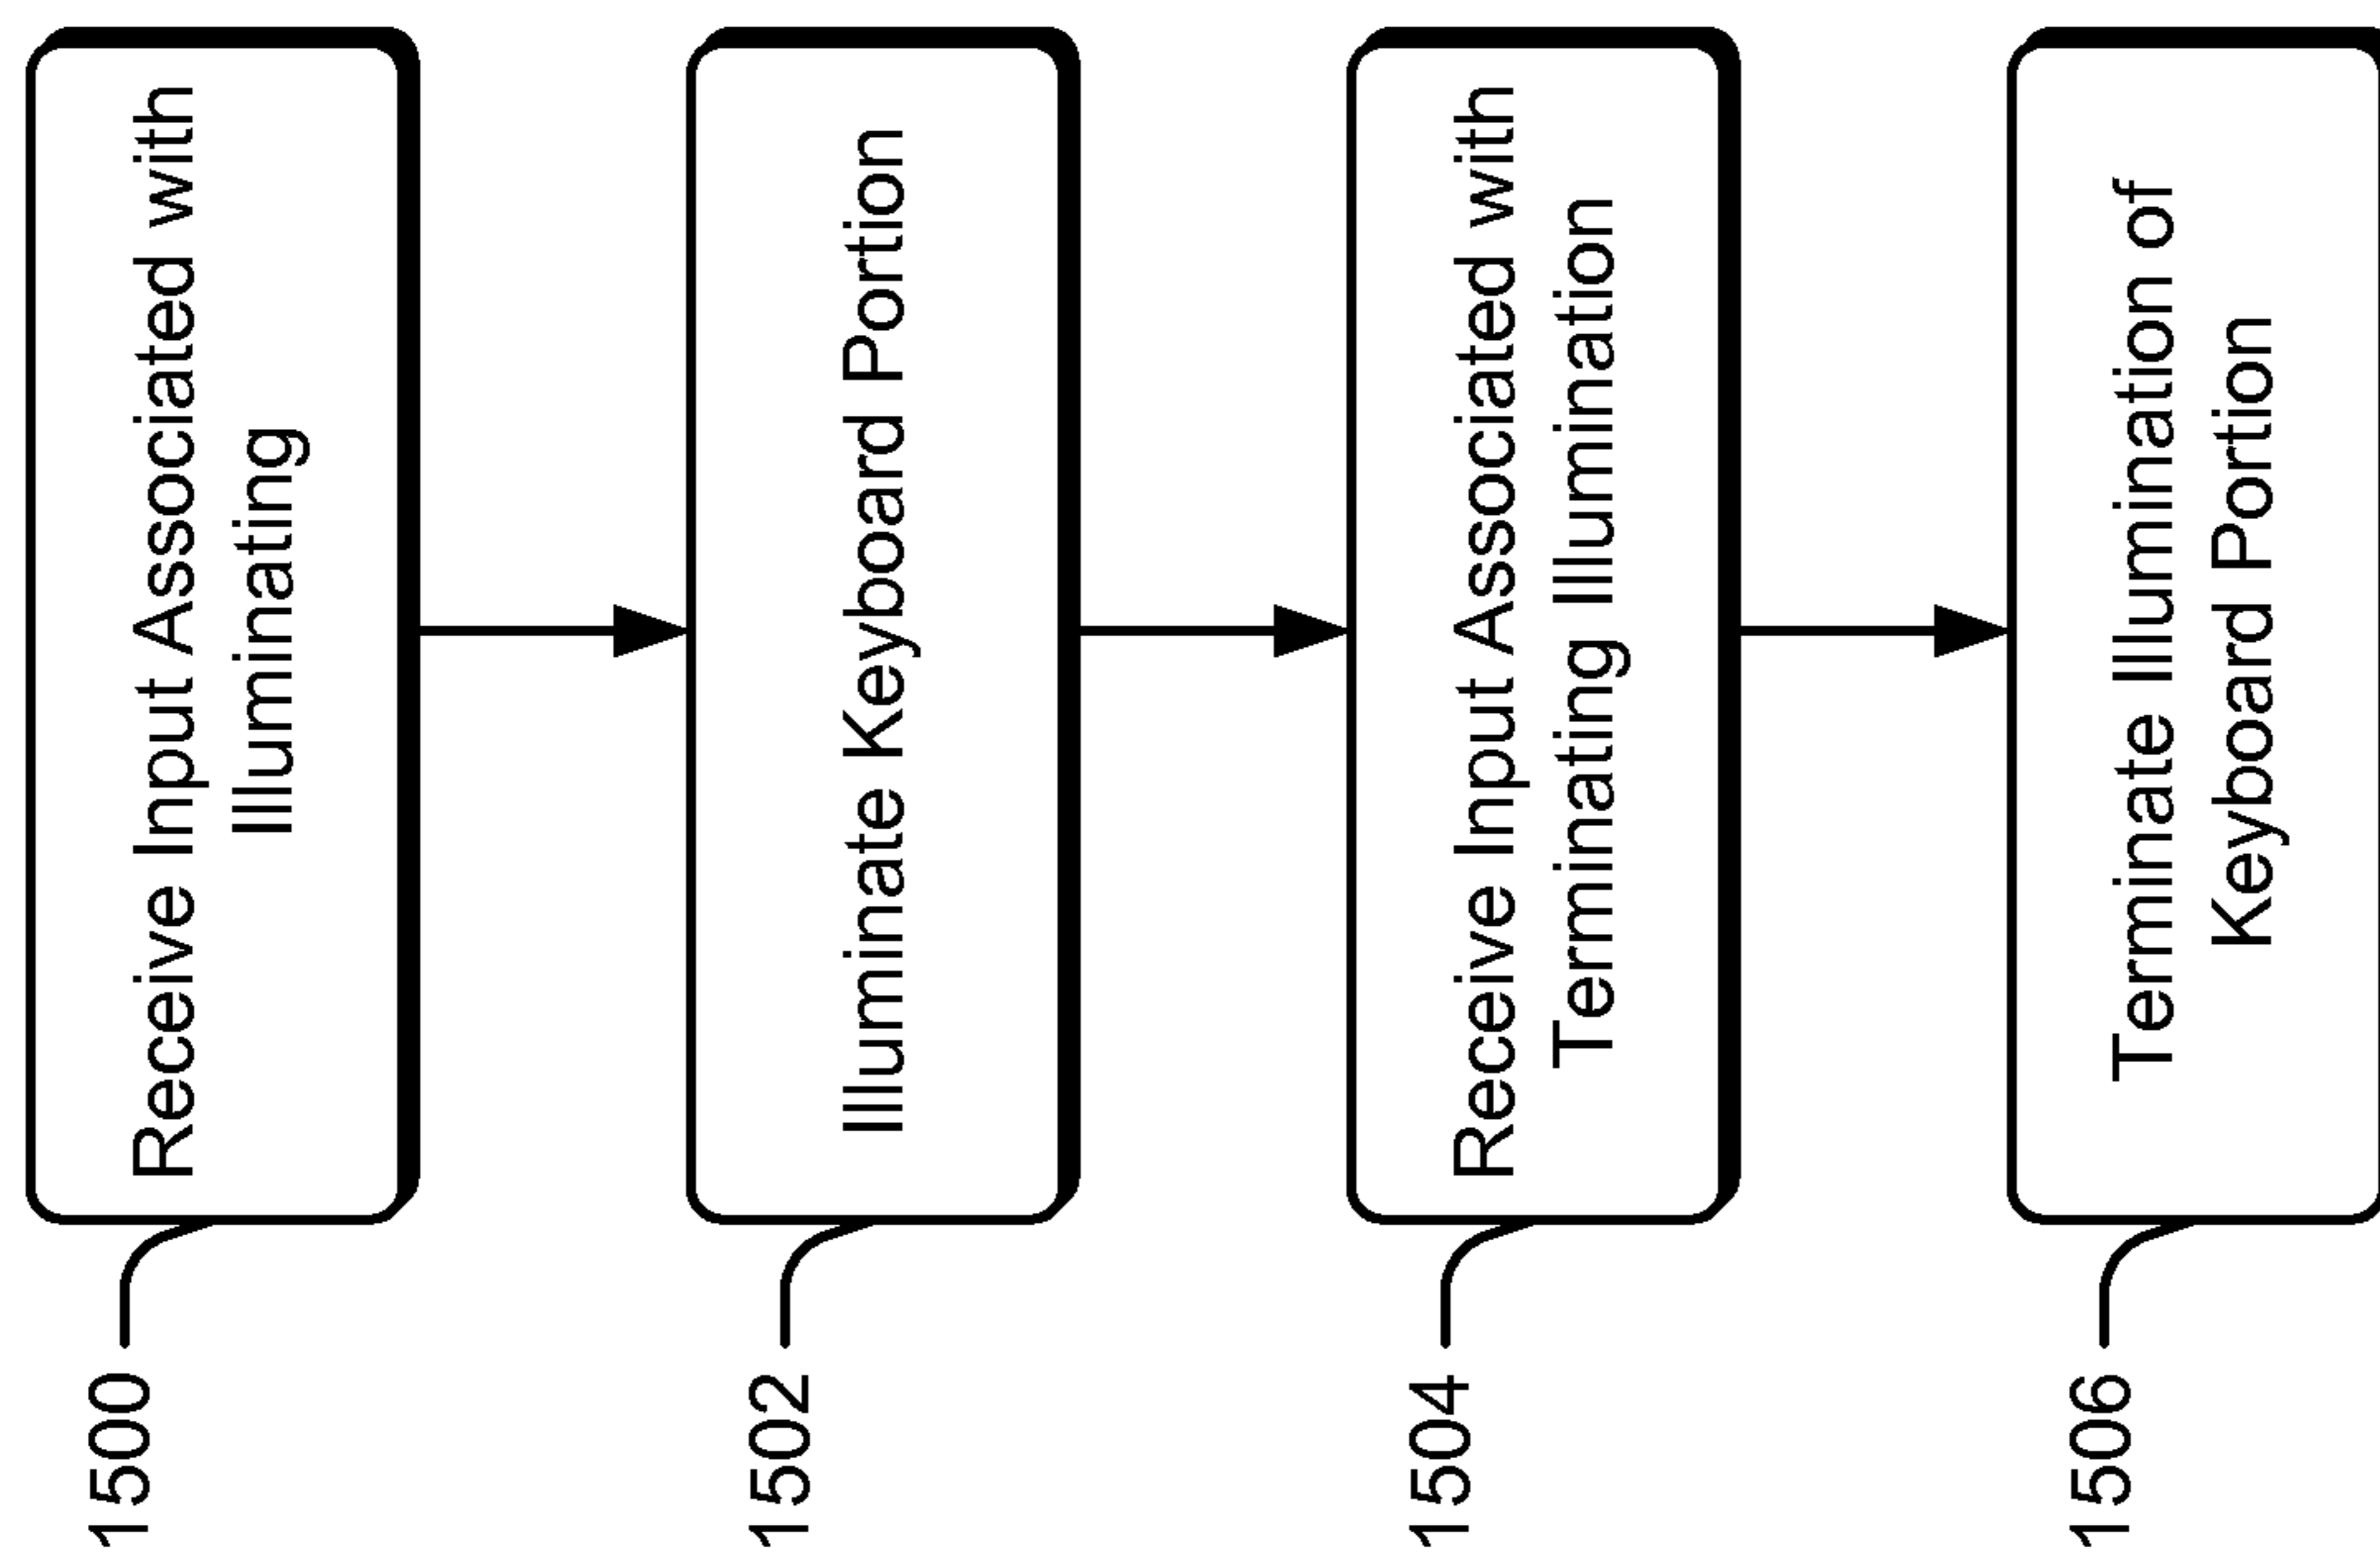 1500
Receive Input Associated with
Illuminating
1502
Illuminate Keyboard Portion
1504
Receive Input Associated with
Terminating Illumination
1506
Terminate Illumination of
Keyboard Portion